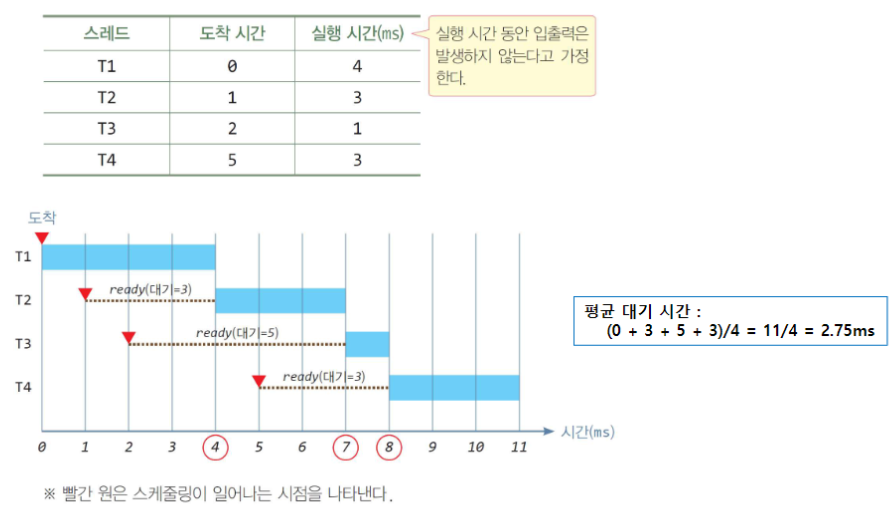 스레드 도착 시간 실행 시간(ms)
T1 0 4
T2 1 3
T3 2 1
T4 5 3
실행 시간 동안 입출력은
발생하지 않는다고 가정
한다.
도착
T1
ready(대기=3)
T2
ready(대기=5)
T3
ready(대기=3)
T4
0 1 2 3 4 5 6 7 8 9 10 11 시간(ms)
평균 대기 시간 :
(0 + 3 + 5 + 3)/4 = 11/4 = 2.75ms
※ 빨간 원은 스케줄링이 일어나는 시점을 나타낸다.